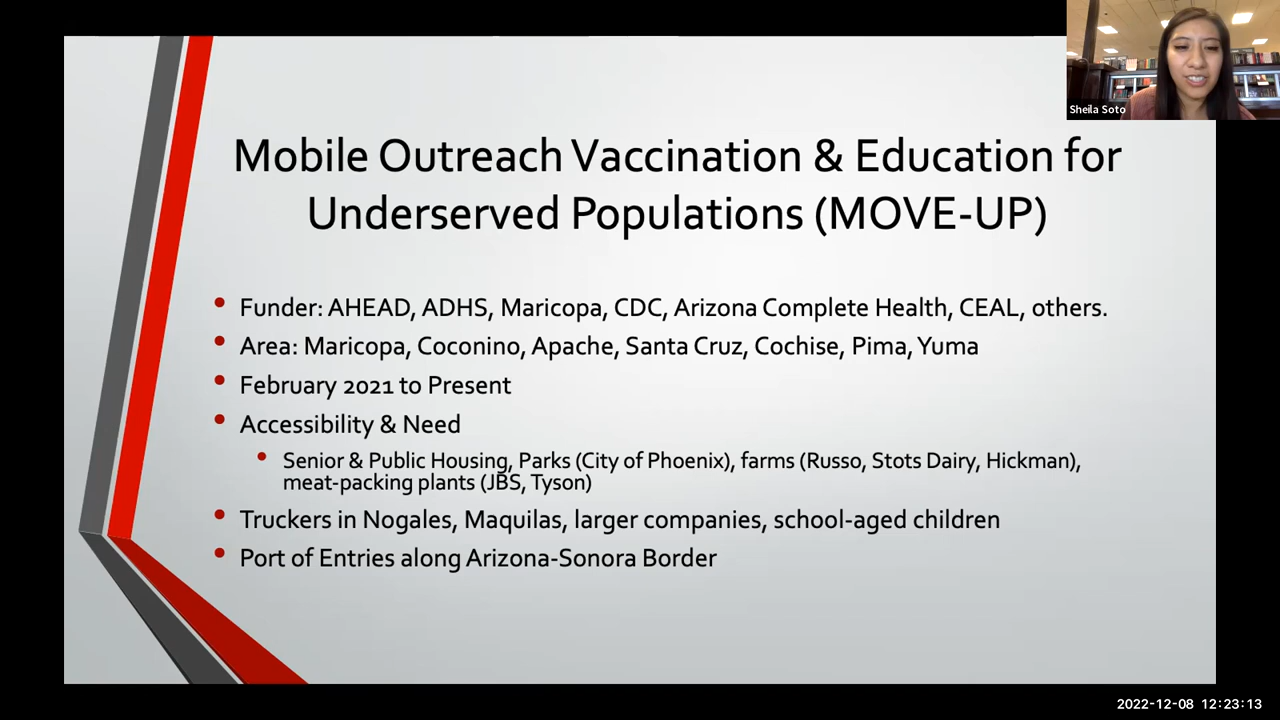 Sheila Soto
Mobile Outreach Vaccination & Education for
Underserved Populations (MOVE-UP)
• Funder: AHEAD, ADHS, Maricopa, CDC, Arizona Complete Health, CEAL, others.
• Area: Maricopa, Coconino, Apache, Santa Cruz, Cochise, Pima, Yuma
• February 2021 to Present
• Accessibility & Need
• Senior & Public Housing, Parks (City of Phoenix), farms (Russo, Stots Dairy, Hickman),
meat-packing plants (JBS, Tyson)
• Truckers in Nogales, Maquilas, larger companies, school-aged children
• Port of Entries along Arizona-Sonora Border
2022-12-08 12:23:13